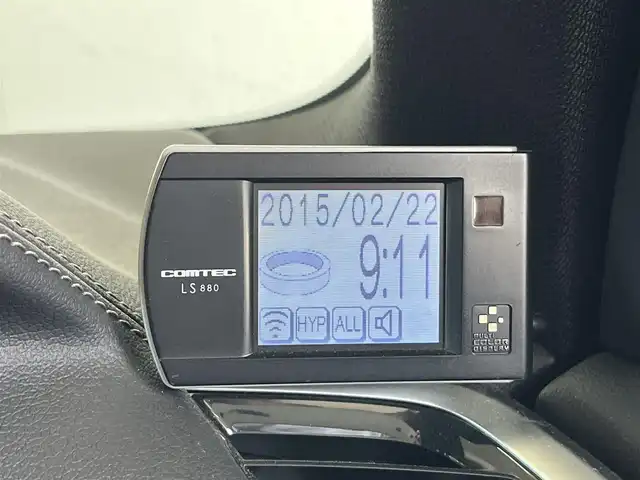 2015/02/22
9:11
COMTEC
LS 880
HYP ALL
MULTI
COLOR
DISPLAY